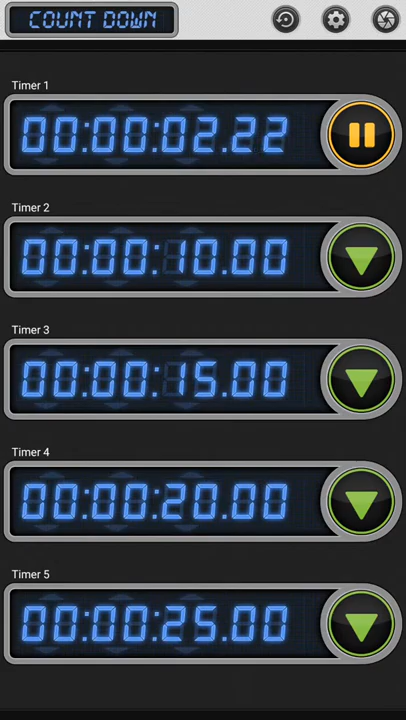 COUNT DOWN
Timer 1
00:00:02.22
Timer 2
00:00:10.00
Timer 3
00:00:15.00
Timer 4
00:00:20.00
Timer 5
00:00:25.00